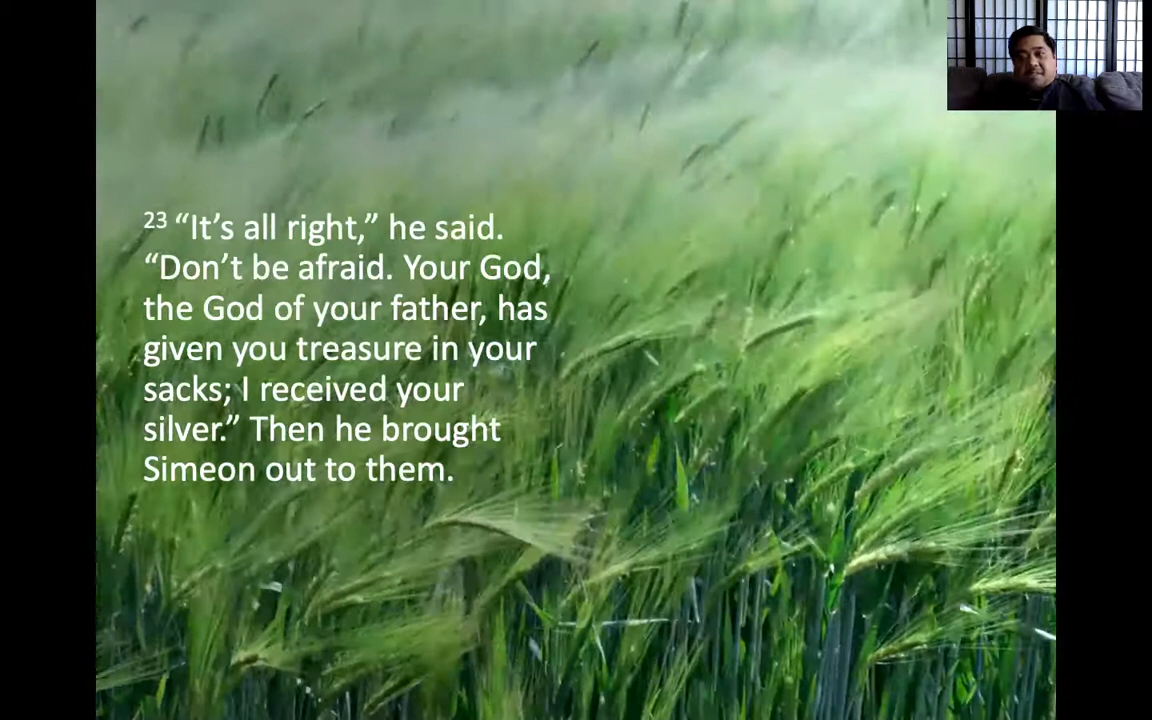 23 “It’s all right,” he said.
“Don’t be afraid. Your God,
the God of your father, has
given you treasure in your
sacks; I received your
silver.” Then he brought
Simeon out to them.